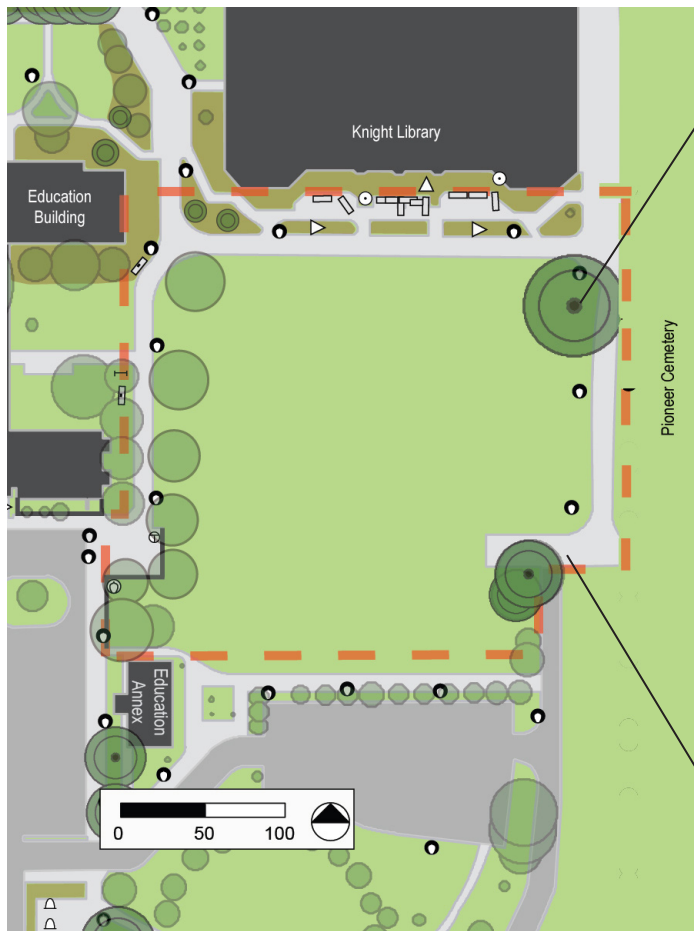 Knight Library
Education
Building
Pioneer Cemetery
Education
Annex
0 50 100